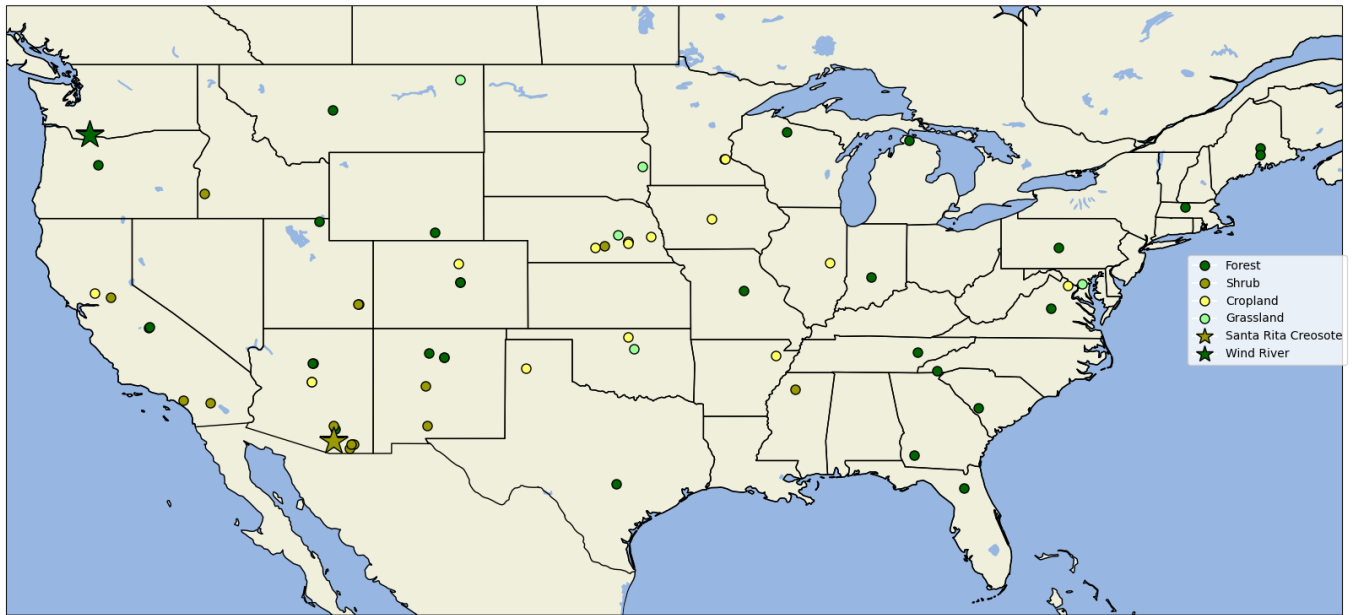 Forest
Shrub
Cropland
Grassland
Santa Rita Creosote
Wind River